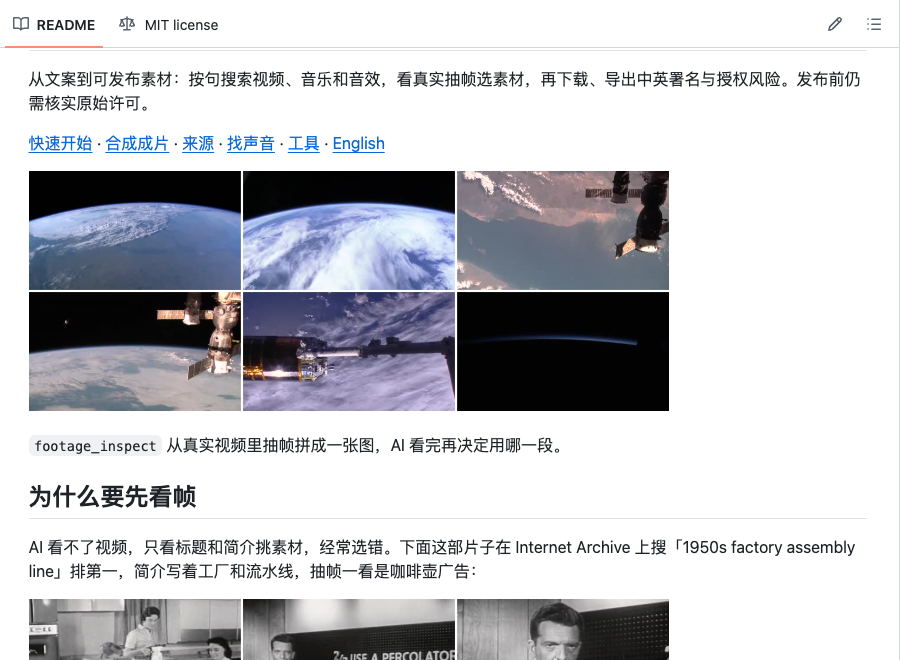 README
MIT license
从文案到可发布素材：按句搜索视频、音乐和音效，看真实抽帧选素材，再下载、导出中英署名与授权风险。发布前仍
需核实原始许可。
快速开始 · 合成成片 · 来源 · 找声音 · 工具 · English
footage_inspect 从真实视频里抽帧拼成一张图，AI 看完再决定用哪一段。
为什么要先看帧
AI 看不了视频，只看标题和简介挑素材，经常选错。下面这部片子在 Internet Archive 上搜「1950s factory assembly
line」排第一，简介写着工厂和流水线，抽帧一看是咖啡壶广告：
USE A PERCOLATOR